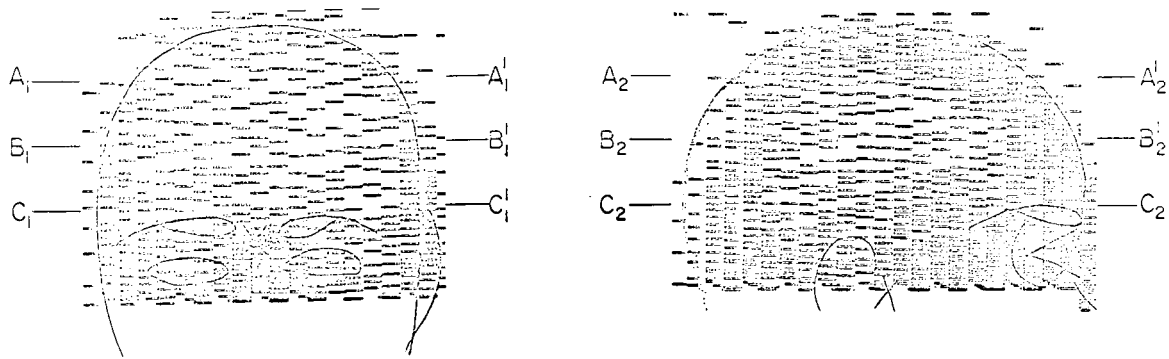 A₁ A₁' A₂ A₂'
B₁ B₁' B₂ B₂'
C₁ C₁' C₂ C₂